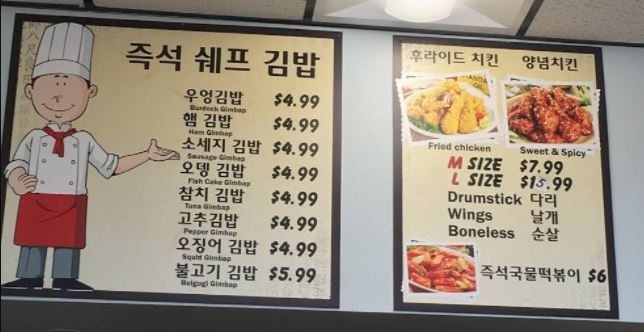 즉석 쉐프 김밥
우엉김밥 $4.99
Burdock Gimbap
햄 김밥 $4.99
Ham Gimbap
소세지 김밥 $4.99
Sausage Gimbap
오뎅 김밥 $4.99
Fish Cake Gimbap
참치 김밥 $4.99
Tuna Gimbap
고추김밥 $4.99
Pepper Gimbap
오징어 김밥 $4.99
Squid Gimbap
불고기 김밥 $5.99
Bulgogi Gimbap
후라이드 치킨 양념치킨
OIL
Fried chicken Sweet & Spicy
M SIZE $7.99
L SIZE $15.99
Drumstick 다리
Wings 날개
Boneless 순살
즉석국물떡볶이 $6